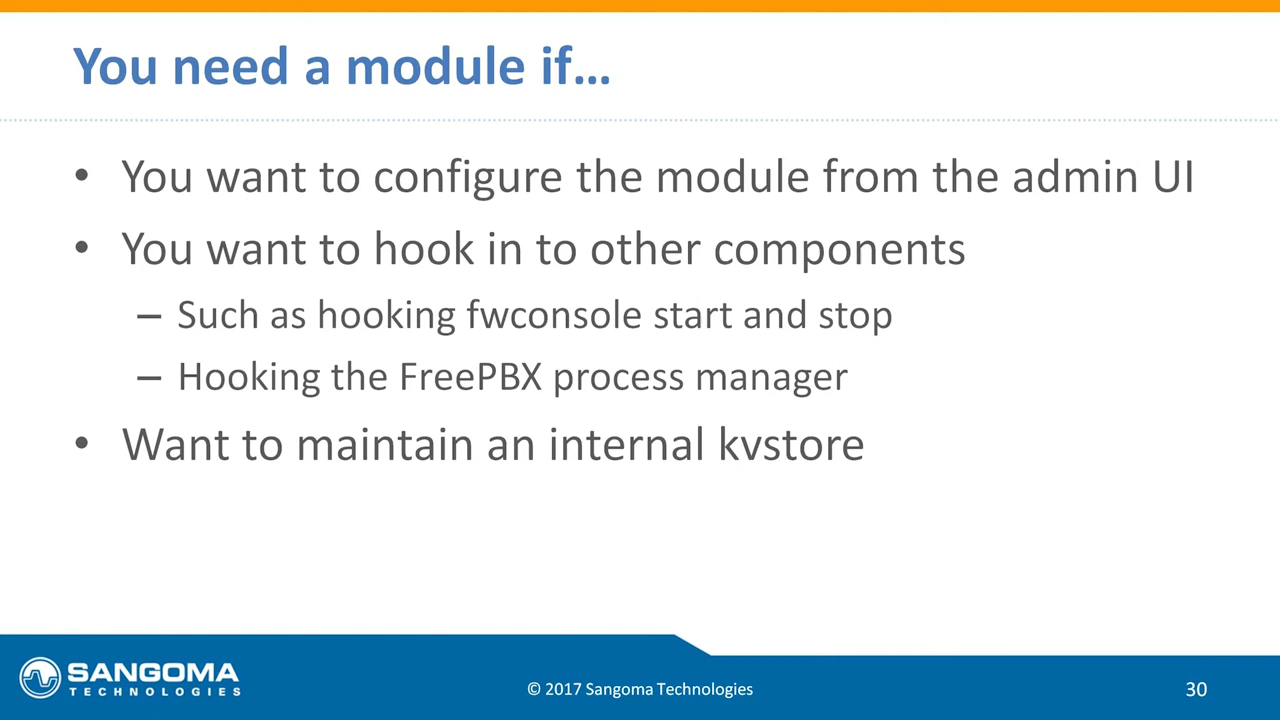 You need a module if…
• You want to configure the module from the admin UI
• You want to hook in to other components
– Such as hooking fwconsole start and stop
– Hooking the FreePBX process manager
• Want to maintain an internal kvstore
SANGOMA
TECHNOLOGIES
© 2017 Sangoma Technologies
30